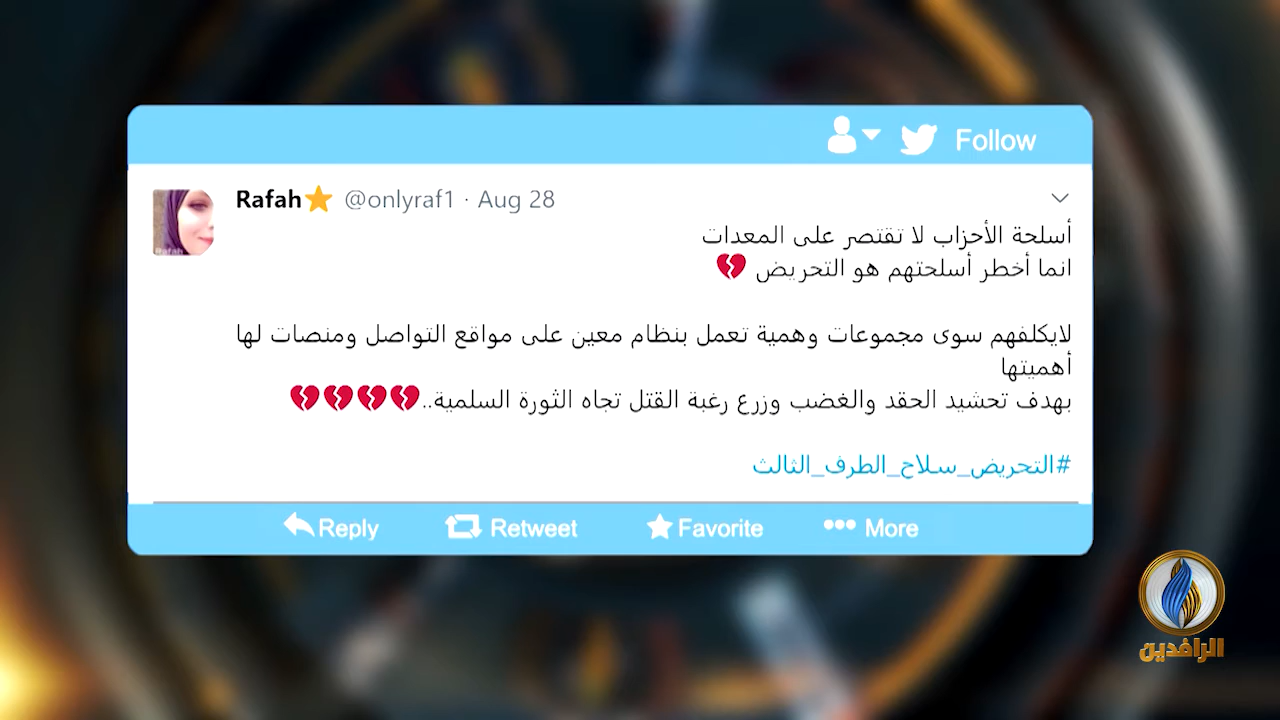 Follow
Rafah⭐ @onlyraf1 · Aug 28
أسلحة الأحزاب لا تقتصر على المعدات
انما أخطر أسلحتهم هو التحريض 💔
لايكلفهم سوى مجموعات وهمية تعمل بنظام معين على مواقع التواصل ومنصات لها
أهميتها
بهدف تحشيد الحقد والغضب وزرع رغبة القتل تجاه الثورة السلمية..💔💔💔💔
#التحريض_سلاح_الطرف_الثالث
Reply Retweet Favorite More
الرافدين